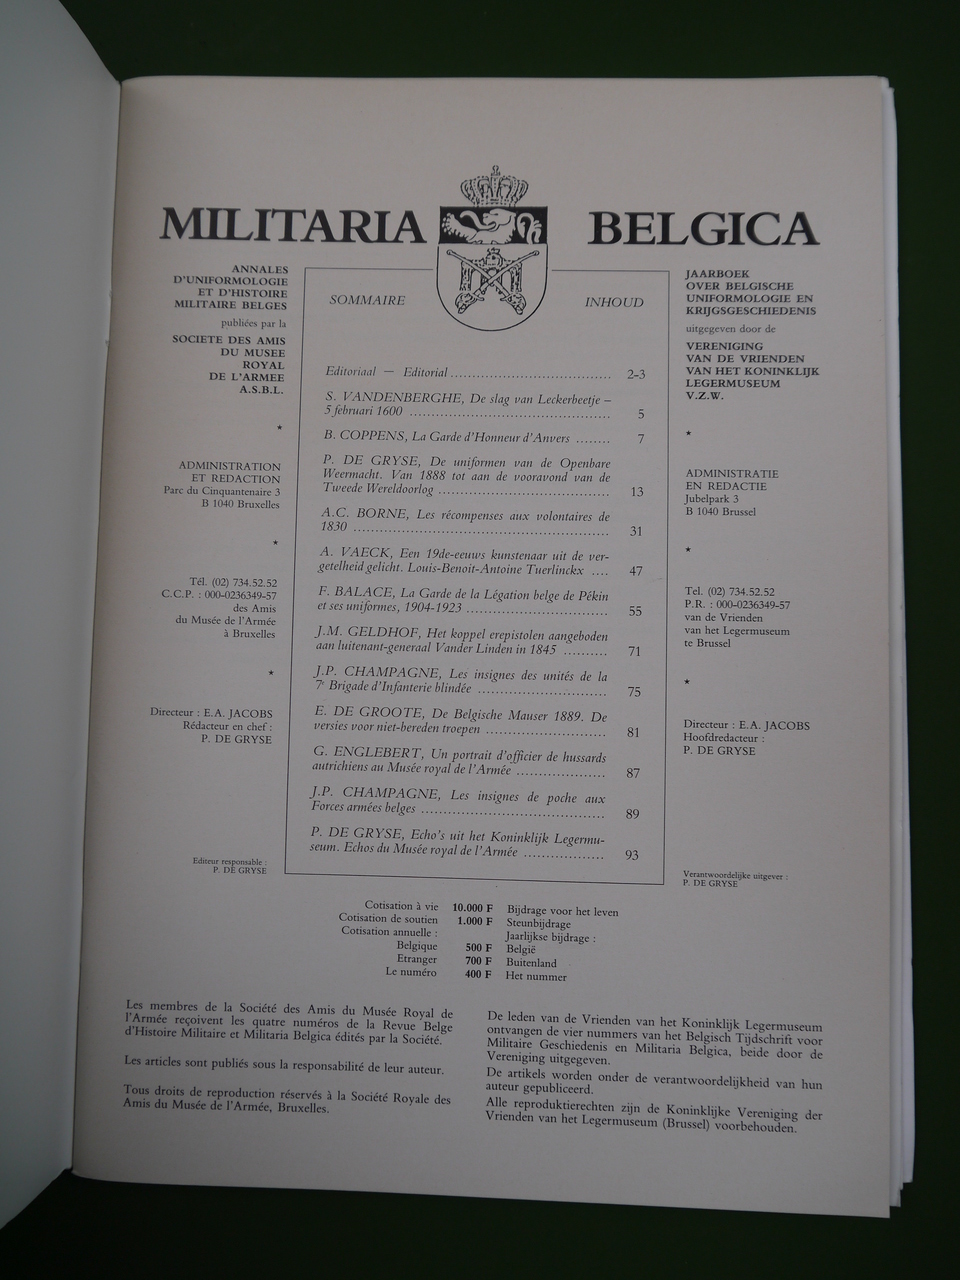 MILITARIA BELGICA
ANNALES
D'UNIFORMOLOGIE
ET D'HISTOIRE
MILITAIRE BELGES
publiées par la
SOCIETE DES AMIS
DU MUSEE
ROYAL
DE L'ARMEE
A.S.B.L.
*
ADMINISTRATION
ET REDACTION
Parc du Cinquantenaire 3
B 1040 Bruxelles
*
Tél. (02) 734.52.52
C.C.P. : 000-0236349-57
des Amis
du Musée de l'Armée
à Bruxelles
*
Directeur : E.A. JACOBS
Rédacteur en chef :
P. DE GRYSE
Editeur responsable :
P. DE GRYSE
SOMMAIRE INHOUD
Editoriaal — Editorial .................................... 2-3
S. VANDENBERGHE, De slag van Leckerbeetje –
5 februari 1600 ............................................. 5
B. COPPENS, La Garde d'Honneur d'Anvers ........ 7
P. DE GRYSE, De uniformen van de Openbare
Weermacht. Van 1888 tot aan de vooravond van de
Tweede Wereldoorlog ...................................... 13
A.C. BORNE, Les récompenses aux volontaires de
1830 ......................................................... 31
A. VAECK, Een 19de-eeuws kunstenaar uit de ver-
getelheid gelicht. Louis-Benoit-Antoine Tuerlinckx .... 47
F. BALACE, La Garde de la Légation belge de Pékin
et ses uniformes, 1904-1923 ................................ 55
J.M. GELDHOF, Het koppel erepistolen aangeboden
aan luitenant-generaal Vander Linden in 1845 .......... 71
J.P. CHAMPAGNE, Les insignes des unités de la
7e Brigade d'Infanterie blindée ............................. 75
E. DE GROOTE, De Belgische Mauser 1889. De
versies voor niet-bereden troepen ........................... 81
G. ENGLEBERT, Un portrait d'officier de hussards
autrichiens au Musée royal de l'Armée .................... 87
J.P. CHAMPAGNE, Les insignes de poche aux
Forces armées belges ......................................... 89
P. DE GRYSE, Echo's uit het Koninklijk Legermu-
seum. Echos du Musée royal de l'Armée .................. 93
JAARBOEK
OVER BELGISCHE
UNIFORMOLOGIE EN
KRIJGSGESCHIEDENIS
uitgegeven door de
VERENIGING
VAN DE VRIENDEN
VAN HET KONINKLIJK
LEGERMUSEUM
V.Z.W.
*
ADMINISTRATIE
EN REDACTIE
Jubelpark 3
B 1040 Brussel
*
Tel. (02) 734.52.52
P.R. : 000-0236349-57
van de Vrienden
van het Legermuseum
te Brussel
*
Directeur : E.A. JACOBS
Hoofdredacteur :
P. DE GRYSE
Verantwoordelijke uitgever :
P. DE GRYSE
Cotisation à vie 10.000 F Bijdrage voor het leven
Cotisation de soutien 1.000 F Steunbijdrage
Cotisation annuelle : Jaarlijkse bijdrage :
Belgique 500 F België
Etranger 700 F Buitenland
Le numéro 400 F Het nummer
Les membres de la Société des Amis du Musée Royal de
l'Armée reçoivent les quatre numéros de la Revue Belge
d'Histoire Militaire et Militaria Belgica édités par la Société.
Les articles sont publiés sous la responsabilité de leur auteur.
Tous droits de reproduction réservés à la Société Royale des
Amis du Musée de l'Armée, Bruxelles.
De leden van de Vrienden van het Koninklijk Legermuseum
ontvangen de vier nummers van het Belgisch Tijdschrift voor
Militaire Geschiedenis en Militaria Belgica, beide door de
Vereniging uitgegeven.
De artikels worden onder de verantwoordelijkheid van hun
auteur gepubliceerd.
Alle reproduktierechten zijn de Koninklijke Vereniging der
Vrienden van het Legermuseum (Brussel) voorbehouden.